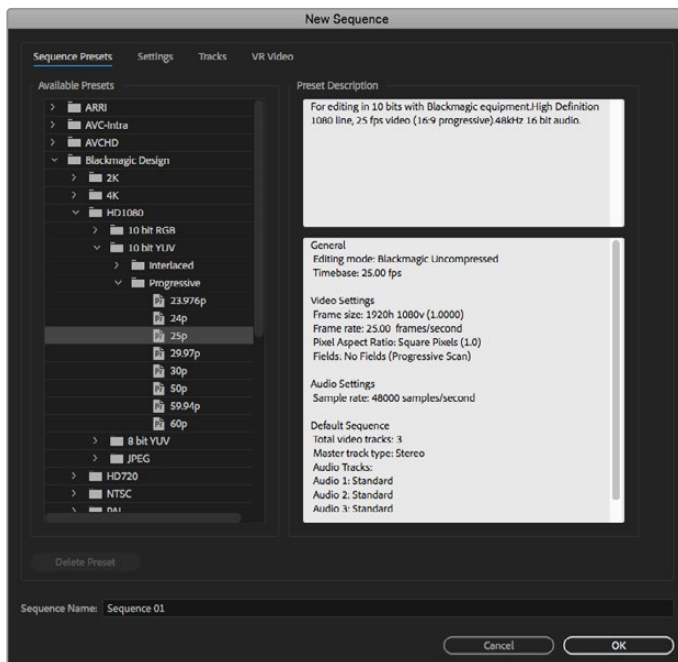 New Sequence
Sequence Presets Settings Tracks VR Video
Available Presets
ARRI
AVC-Intra
AVCHD
Blackmagic Design
2K
4K
HD1080
10 bit RGB
10 bit YUV
Interlaced
Progressive
23.976p
24p
25p
29.97p
30p
50p
59.94p
60p
8 bit YUV
JPEG
HD720
NTSC
PAL
Preset Description
For editing in 10 bits with Blackmagic equipment.High Definition
1080 line, 25 fps video (16:9 progressive).48kHz 16 bit audio.
General
Editing mode: Blackmagic Uncompressed
Timebase: 25.00 fps
Video Settings
Frame size: 1920h 1080v (1.0000)
Frame rate: 25.00 frames/second
Pixel Aspect Ratio: Square Pixels (1.0)
Fields: No Fields (Progressive Scan)
Audio Settings
Sample rate: 48000 samples/second
Default Sequence
Total video tracks: 3
Master track type: Stereo
Audio Tracks:
Audio 1: Standard
Audio 2: Standard
Audio 3: Standard
Delete Preset
Sequence Name: Sequence 01
Cancel OK